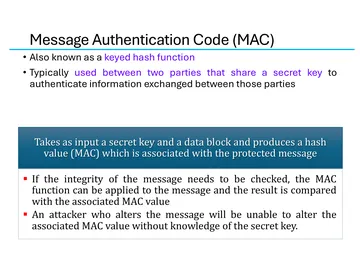 Message Authentication Code (MAC)
• Also known as a keyed hash function
• Typically used between two parties that share a secret key to
authenticate information exchanged between those parties
Takes as input a secret key and a data block and produces a hash
value (MAC) which is associated with the protected message
▪ If the integrity of the message needs to be checked, the MAC
function can be applied to the message and the result is compared
with the associated MAC value
▪ An attacker who alters the message will be unable to alter the
associated MAC value without knowledge of the secret key.